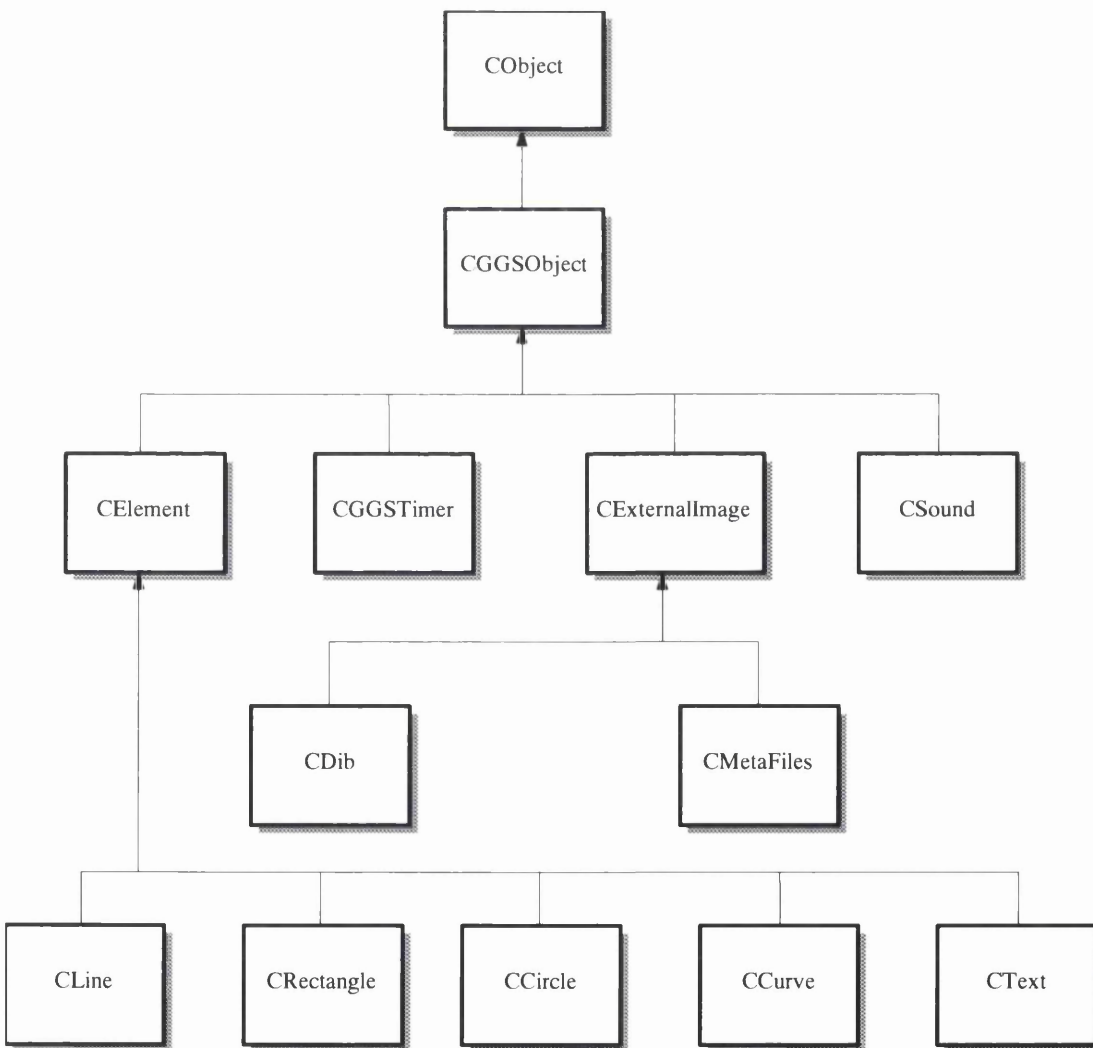 CObject
CGGSObject
CElement
CGGSTimer
CExternalImage
CSound
CDib
CMetaFiles
CLine
CRectangle
CCircle
CCurve
CText